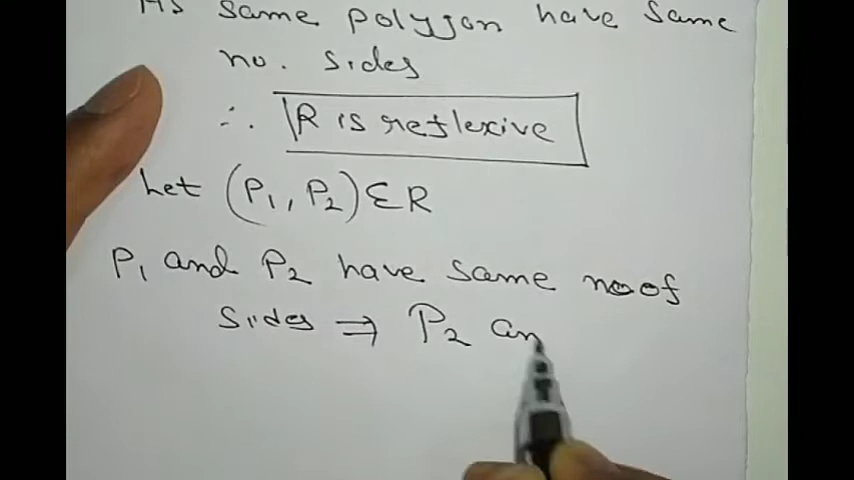 As same polygon have same
no. sides
∴ R is reflexive
Let (P₁, P₂) ∈ R
P₁ and P₂ have same no of
sides ⇒ P₂ an